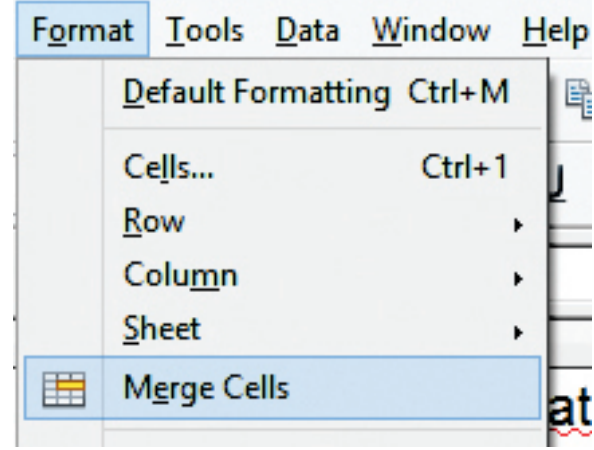 Format Tools Data Window Help
Default Formatting Ctrl+M
Cells... Ctrl+1
Row
Column
Sheet
Merge Cells